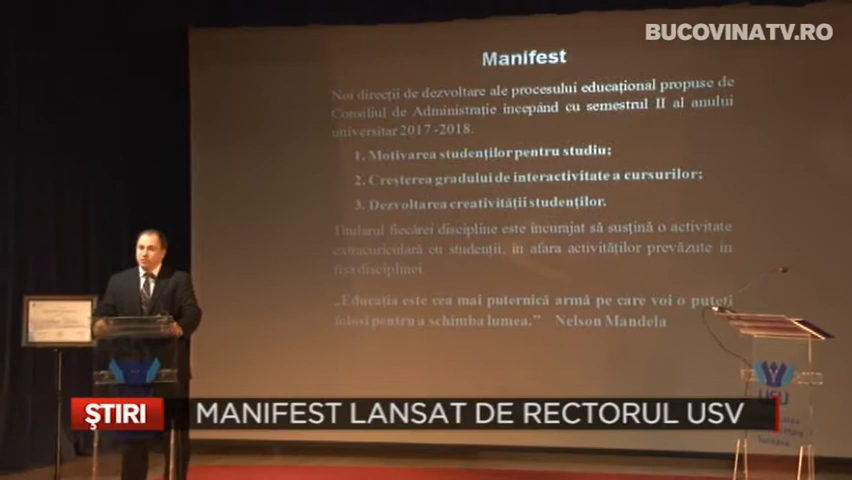 BUCOVINATV.RO
Manifest
Noi direcții de dezvoltare ale procesului educațional propuse de
Consiliul de Administrație începând cu semestrul II al anului
universitar 2017-2018.
1. Motivarea studenților pentru studiu;
2. Creșterea gradului de interactivitate a cursurilor;
3. Dezvoltarea creativității studenților.
Titularul fiecărei discipline este încurajat să susțină o activitate
extracuriculară cu studenții, în afara activităților prevăzute în
fișa disciplinei.
„Educația este cea mai puternică armă pe care voi o puteți
folosi pentru a schimba lumea.” Nelson Mandela
USU
Suceava
ŞTIRI
MANIFEST LANSAT DE RECTORUL USV